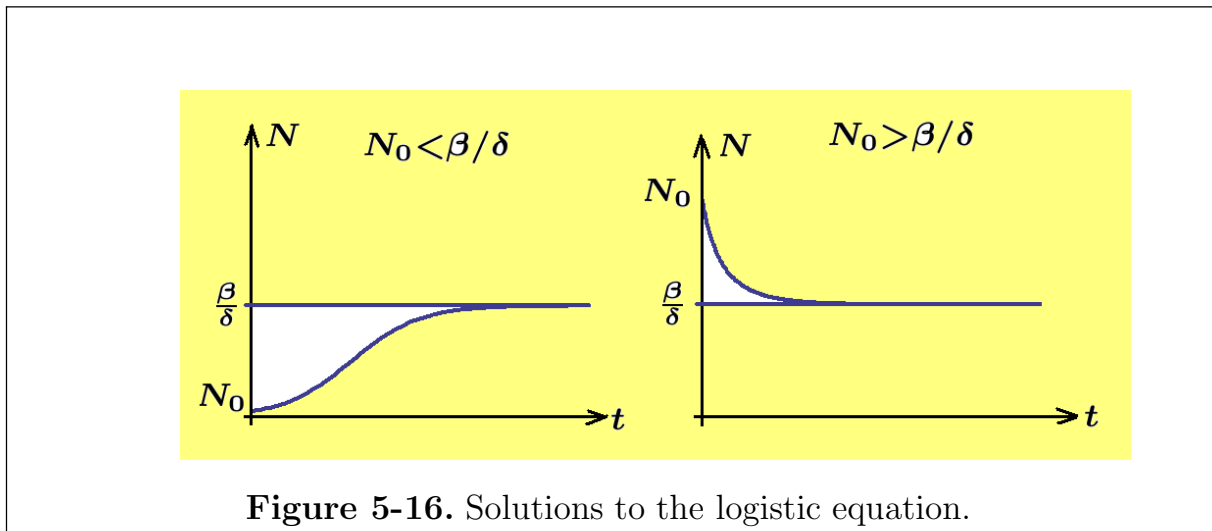 N
N₀<β/δ
β/δ
N₀
t
N₀>β/δ
N
N₀
β/δ
t
Figure 5-16. Solutions to the logistic equation.